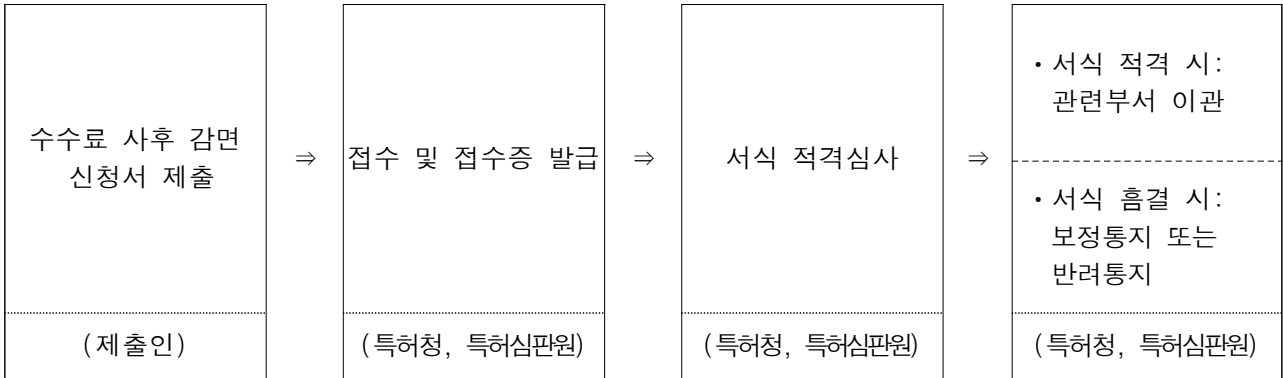 수수료 사후 감면
신청서 제출
(제출인)
⇒
접수 및 접수증 발급
(특허청, 특허심판원)
⇒
서식 적격심사
(특허청, 특허심판원)
⇒
• 서식 적격 시:
관련부서 이관
• 서식 흠결 시:
보정통지 또는
반려통지
(특허청, 특허심판원)